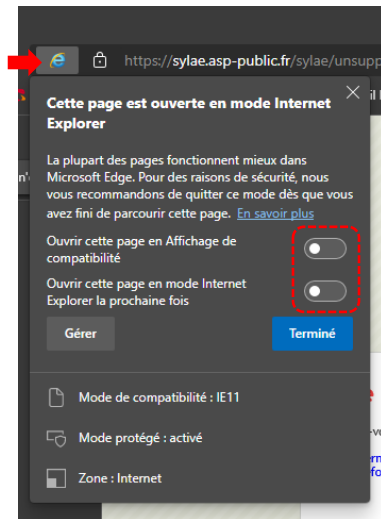 https://sylae.asp-public.fr/sylae/unsupp
Cette page est ouverte en mode Internet
Explorer
La plupart des pages fonctionnent mieux dans
Microsoft Edge. Pour des raisons de sécurité, nous
vous recommandons de quitter ce mode dès que vous
avez fini de parcourir cette page. En savoir plus
Ouvrir cette page en Affichage de
compatibilité
Ouvrir cette page en mode Internet
Explorer la prochaine fois
Gérer
Terminé
Mode de compatibilité : IE11
Mode protégé : activé
Zone : Internet